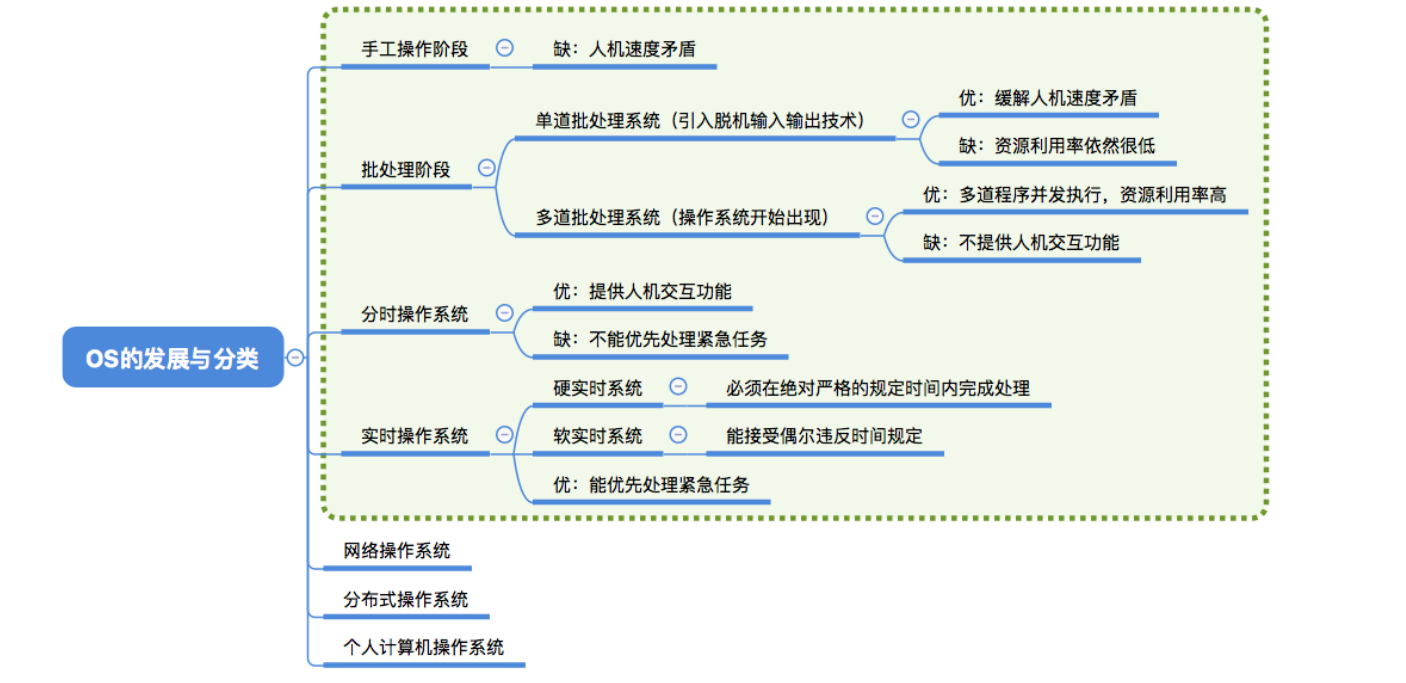 OS的发展与分类
手工操作阶段
缺：人机速度矛盾
批处理阶段
单道批处理系统（引入脱机输入输出技术）
优：缓解人机速度矛盾
缺：资源利用率依然很低
多道批处理系统（操作系统开始出现）
优：多道程序并发执行，资源利用率高
缺：不提供人机交互功能
分时操作系统
优：提供人机交互功能
缺：不能优先处理紧急任务
实时操作系统
硬实时系统
必须在绝对严格的规定时间内完成处理
软实时系统
能接受偶尔违反时间规定
优：能优先处理紧急任务
网络操作系统
分布式操作系统
个人计算机操作系统